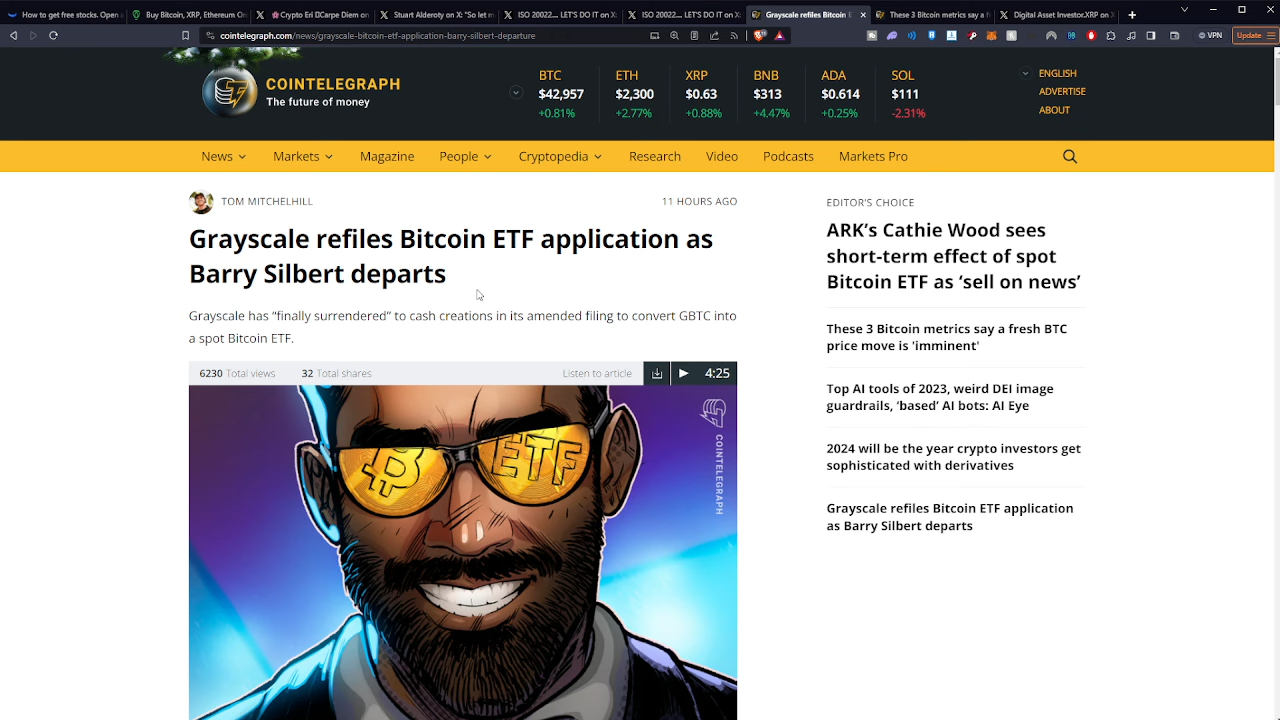 How to get free stocks. Open a
Buy Bitcoin, XRP, Ethereum On
Crypto Eri ☐Carpe Diem on
Stuart Alderoty on X: "So let m
ISO 20022.... LET'S DO IT on X:
ISO 20022.... LET'S DO IT on X:
Grayscale refiles Bitcoin E
These 3 Bitcoin metrics say a f
Digital Asset Investor.XRP on X
cointelegraph.com/news/grayscale-bitcoin-etf-application-barry-silbert-departure
VPN
Update
COINTELEGRAPH
The future of money
BTC ETH XRP BNB ADA SOL
$42,957 $2,300 $0.63 $313 $0.614 $111
+0.81% +2.77% +0.88% +4.47% +0.25% -2.31%
ENGLISH
ADVERTISE
ABOUT
News Markets Magazine People Cryptopedia Research Video Podcasts Markets Pro
TOM MITCHELHILL
11 HOURS AGO
Grayscale refiles Bitcoin ETF application as
Barry Silbert departs
Grayscale has “finally surrendered” to cash creations in its amended filing to convert GBTC into
a spot Bitcoin ETF.
6230 Total views 32 Total shares Listen to article 4:25
B ETF
COINTELEGRAPH
EDITOR'S CHOICE
ARK’s Cathie Wood sees
short-term effect of spot
Bitcoin ETF as ‘sell on news’
These 3 Bitcoin metrics say a fresh BTC
price move is 'imminent'
Top AI tools of 2023, weird DEI image
guardrails, ‘based’ AI bots: AI Eye
2024 will be the year crypto investors get
sophisticated with derivatives
Grayscale refiles Bitcoin ETF application
as Barry Silbert departs